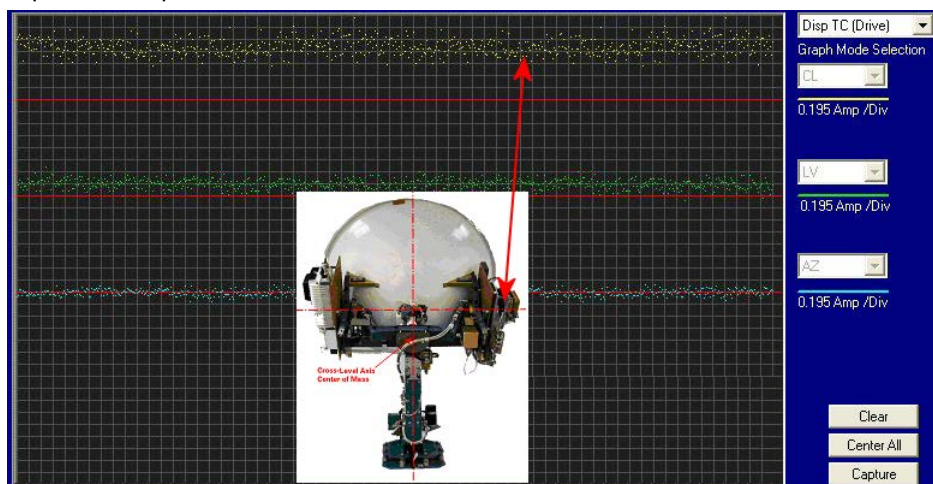 Disp TC (Drive)
Graph Mode Selection
CL
0.195 Amp /Div
LV
0.195 Amp /Div
AZ
0.195 Amp /Div
Cross-Level Axis
Center of Mass
Clear
Center All
Capture